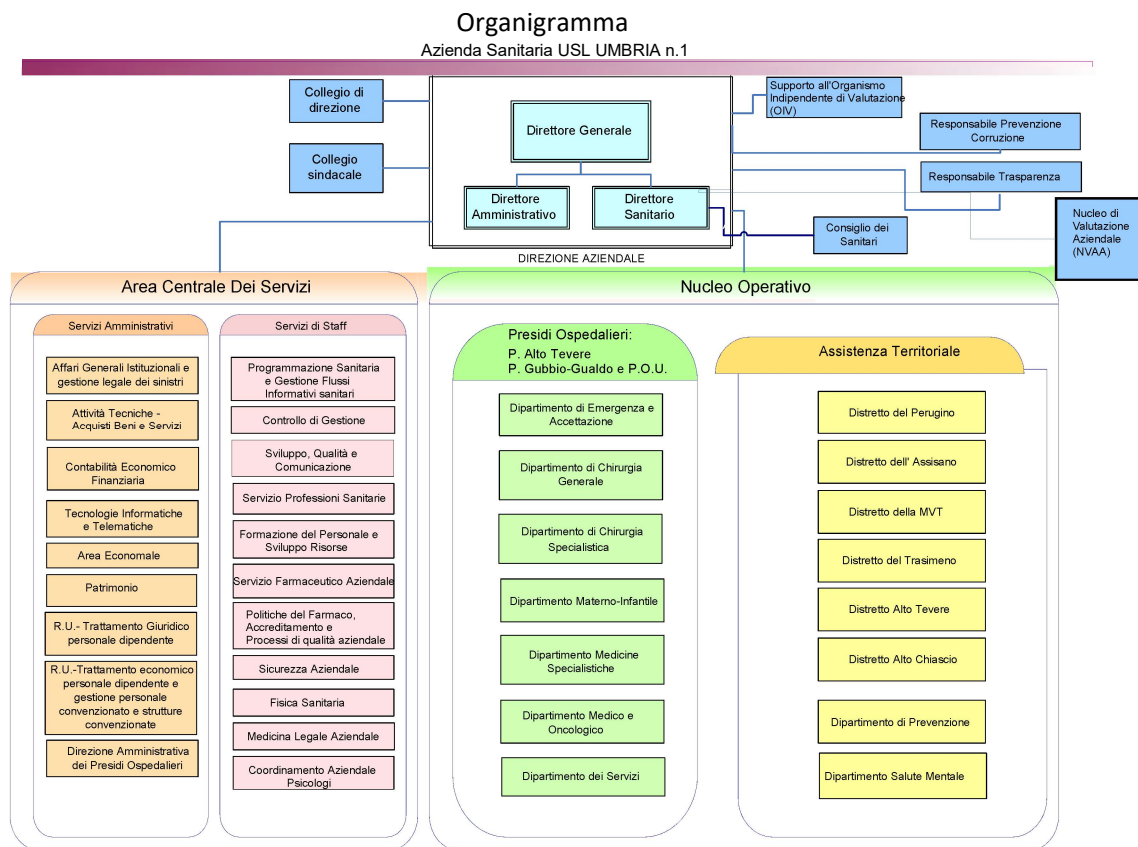 Organigramma
Azienda Sanitaria USL UMBRIA n.1
Collegio di
direzione
Collegio
sindacale
Direttore Generale
Direttore
Amministrativo
Direttore
Sanitario
DIREZIONE AZIENDALE
Supporto all'Organismo
Indipendente di Valutazione
(OIV)
Responsabile Prevenzione
Corruzione
Responsabile Trasparenza
Consiglio dei
Sanitari
Nucleo di
Valutazione
Aziendale
(NVAA)
Area Centrale Dei Servizi
Servizi Amministrativi
Affari Generali Istituzionali e
gestione legale dei sinistri
Attività Tecniche -
Acquisti Beni e Servizi
Contabilità Economico
Finanziaria
Tecnologie Informatiche
e Telematiche
Area Economale
Patrimonio
R.U.- Trattamento Giuridico
personale dipendente
R.U.-Trattamento economico
personale dipendente e
gestione personale
convenzionato e strutture
convenzionate
Direzione Amministrativa
dei Presidi Ospedalieri
Servizi di Staff
Programmazione Sanitaria
e Gestione Flussi
Informativi sanitari
Controllo di Gestione
Sviluppo, Qualità e
Comunicazione
Servizio Professioni Sanitarie
Formazione del Personale e
Sviluppo Risorse
Servizio Farmaceutico Aziendale
Politiche del Farmaco,
Accreditamento e
Processi di qualità aziendale
Sicurezza Aziendale
Fisica Sanitaria
Medicina Legale Aziendale
Coordinamento Aziendale
Psicologi
Nucleo Operativo
Presidi Ospedalieri:
P. Alto Tevere
P. Gubbio-Gualdo e P.O.U.
Dipartimento di Emergenza e
Accettazione
Dipartimento di Chirurgia
Generale
Dipartimento di Chirurgia
Specialistica
Dipartimento Materno-Infantile
Dipartimento Medicine
Specialistiche
Dipartimento Medico e
Oncologico
Dipartimento dei Servizi
Assistenza Territoriale
Distretto del Perugino
Distretto dell' Assisano
Distretto della MVT
Distretto del Trasimeno
Distretto Alto Tevere
Distretto Alto Chiascio
Dipartimento di Prevenzione
Dipartimento Salute Mentale